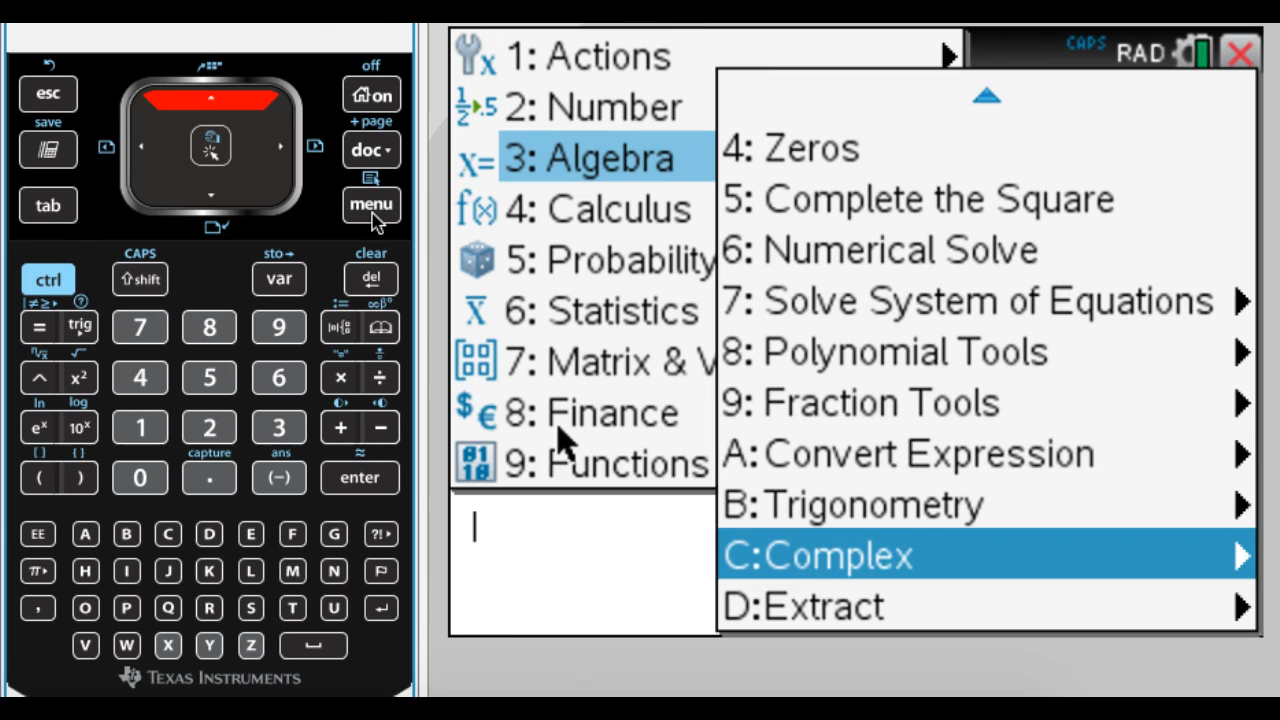 off
esc
on
save
+ page
doc
tab
menu
CAPS
sto→
clear
ctrl
⇧shift
var
del
|≠≥▸
:=
∞β°
=
trig
7
8
9
ⁿ√x
√
^
x²
4
5
6
×
÷
ln
log
eˣ
10ˣ
1
2
3
+
−
[ ]
{ }
capture
ans
≈
(
)
0
.
(−)
enter
EE
A
B
C
D
E
F
G
?!▸
π▸
H
I
J
K
L
M
N
,
O
P
Q
R
S
T
U
V
W
X
Y
Z
TEXAS INSTRUMENTS
CAPS RAD
1: Actions
2: Number
3: Algebra
4: Calculus
5: Probability
6: Statistics
7: Matrix & V
8: Finance
9: Functions
4: Zeros
5: Complete the Square
6: Numerical Solve
7: Solve System of Equations
8: Polynomial Tools
9: Fraction Tools
A: Convert Expression
B: Trigonometry
C: Complex
D: Extract